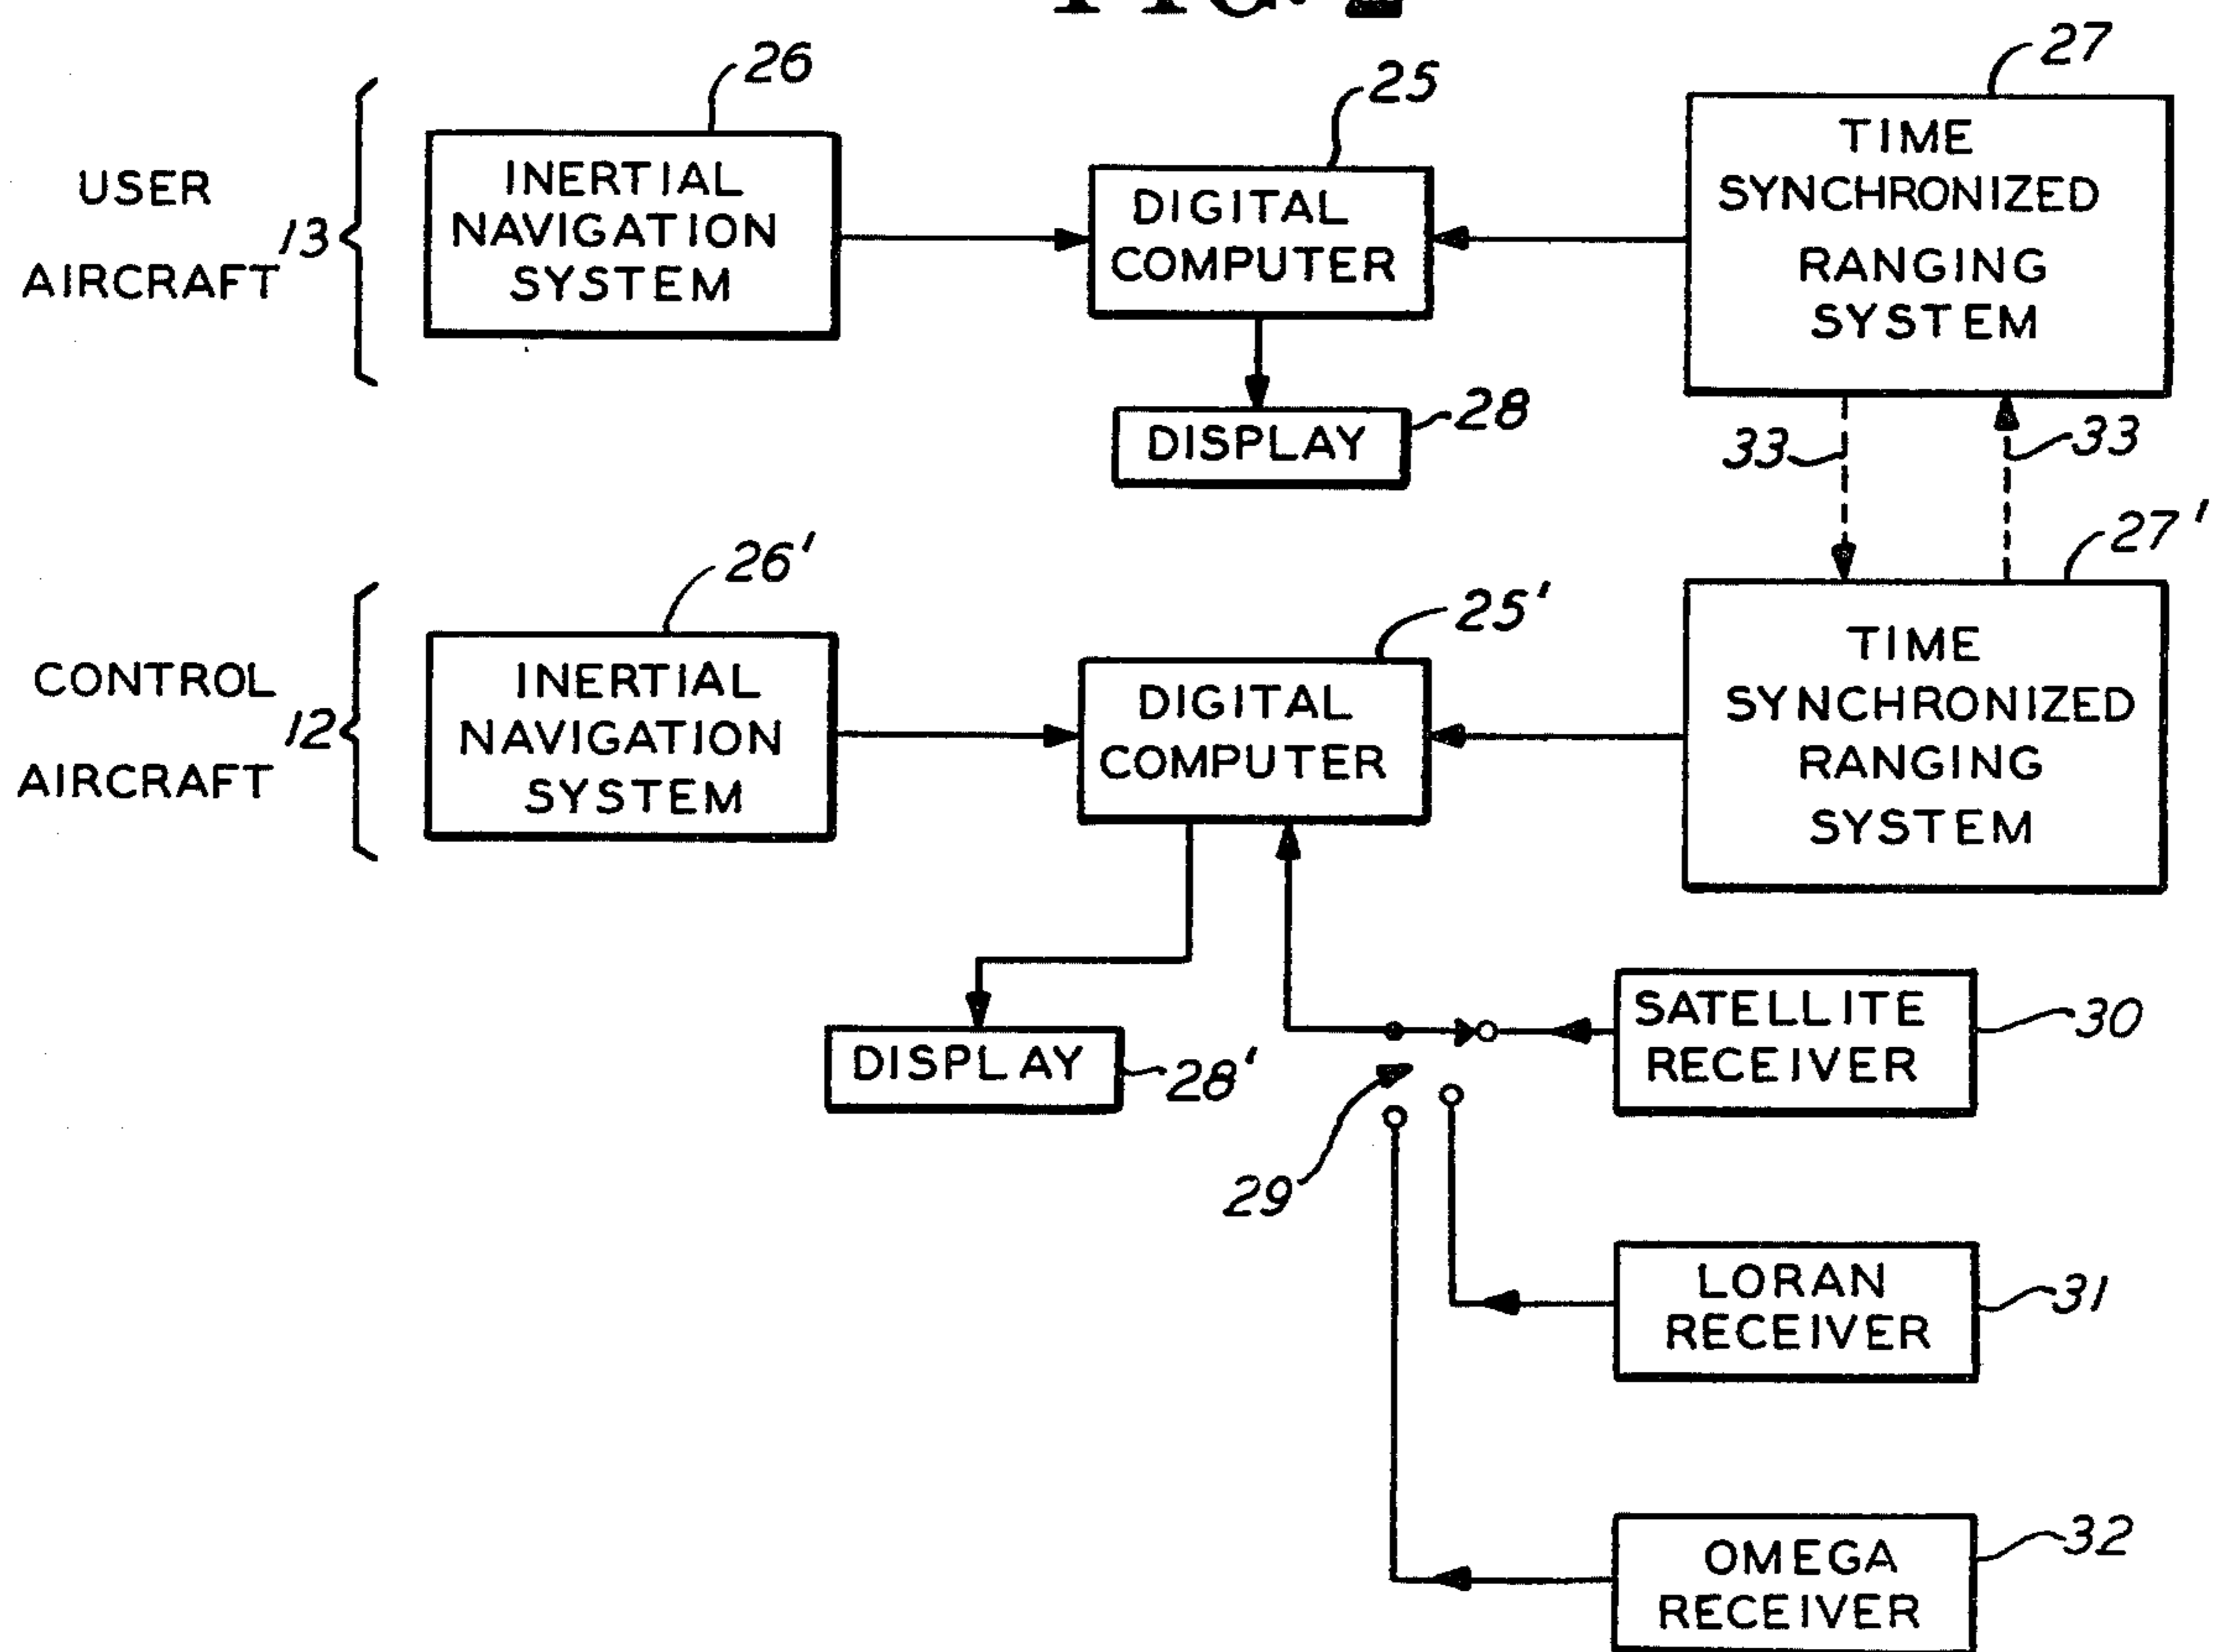 FIG. 2
26
25
27
USER
13
AIRCRAFT
INERTIAL
NAVIGATION
SYSTEM
DIGITAL
COMPUTER
TIME
SYNCHRONIZED
RANGING
SYSTEM
DISPLAY
28
33
33
26'
25'
27'
CONTROL
12
AIRCRAFT
INERTIAL
NAVIGATION
SYSTEM
DIGITAL
COMPUTER
TIME
SYNCHRONIZED
RANGING
SYSTEM
DISPLAY
28'
29
SATELLITE
RECEIVER
30
LORAN
RECEIVER
31
OMEGA
RECEIVER
32